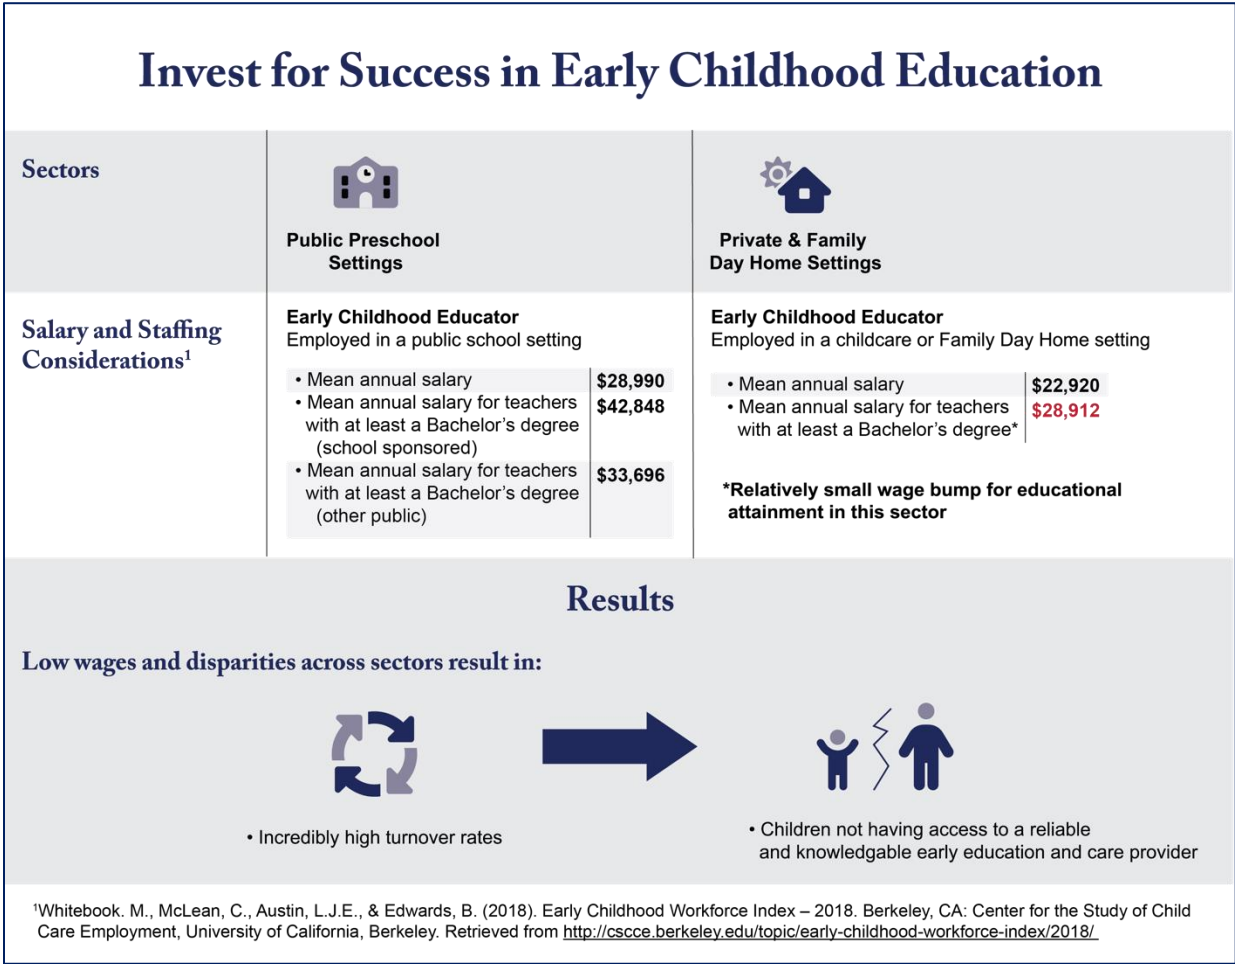 Invest for Success in Early Childhood Education
Sectors
Public Preschool
Settings
Private & Family
Day Home Settings
Salary and Staffing
Considerations¹
Early Childhood Educator
Employed in a public school setting
• Mean annual salary $28,990
• Mean annual salary for teachers $42,848
with at least a Bachelor's degree
(school sponsored)
• Mean annual salary for teachers $33,696
with at least a Bachelor's degree
(other public)
Early Childhood Educator
Employed in a childcare or Family Day Home setting
• Mean annual salary $22,920
• Mean annual salary for teachers $28,912
with at least a Bachelor's degree*
*Relatively small wage bump for educational
attainment in this sector
Results
Low wages and disparities across sectors result in:
• Incredibly high turnover rates
• Children not having access to a reliable
and knowledgable early education and care provider
¹Whitebook. M., McLean, C., Austin, L.J.E., & Edwards, B. (2018). Early Childhood Workforce Index – 2018. Berkeley, CA: Center for the Study of Child
Care Employment, University of California, Berkeley. Retrieved from http://cscce.berkeley.edu/topic/early-childhood-workforce-index/2018/